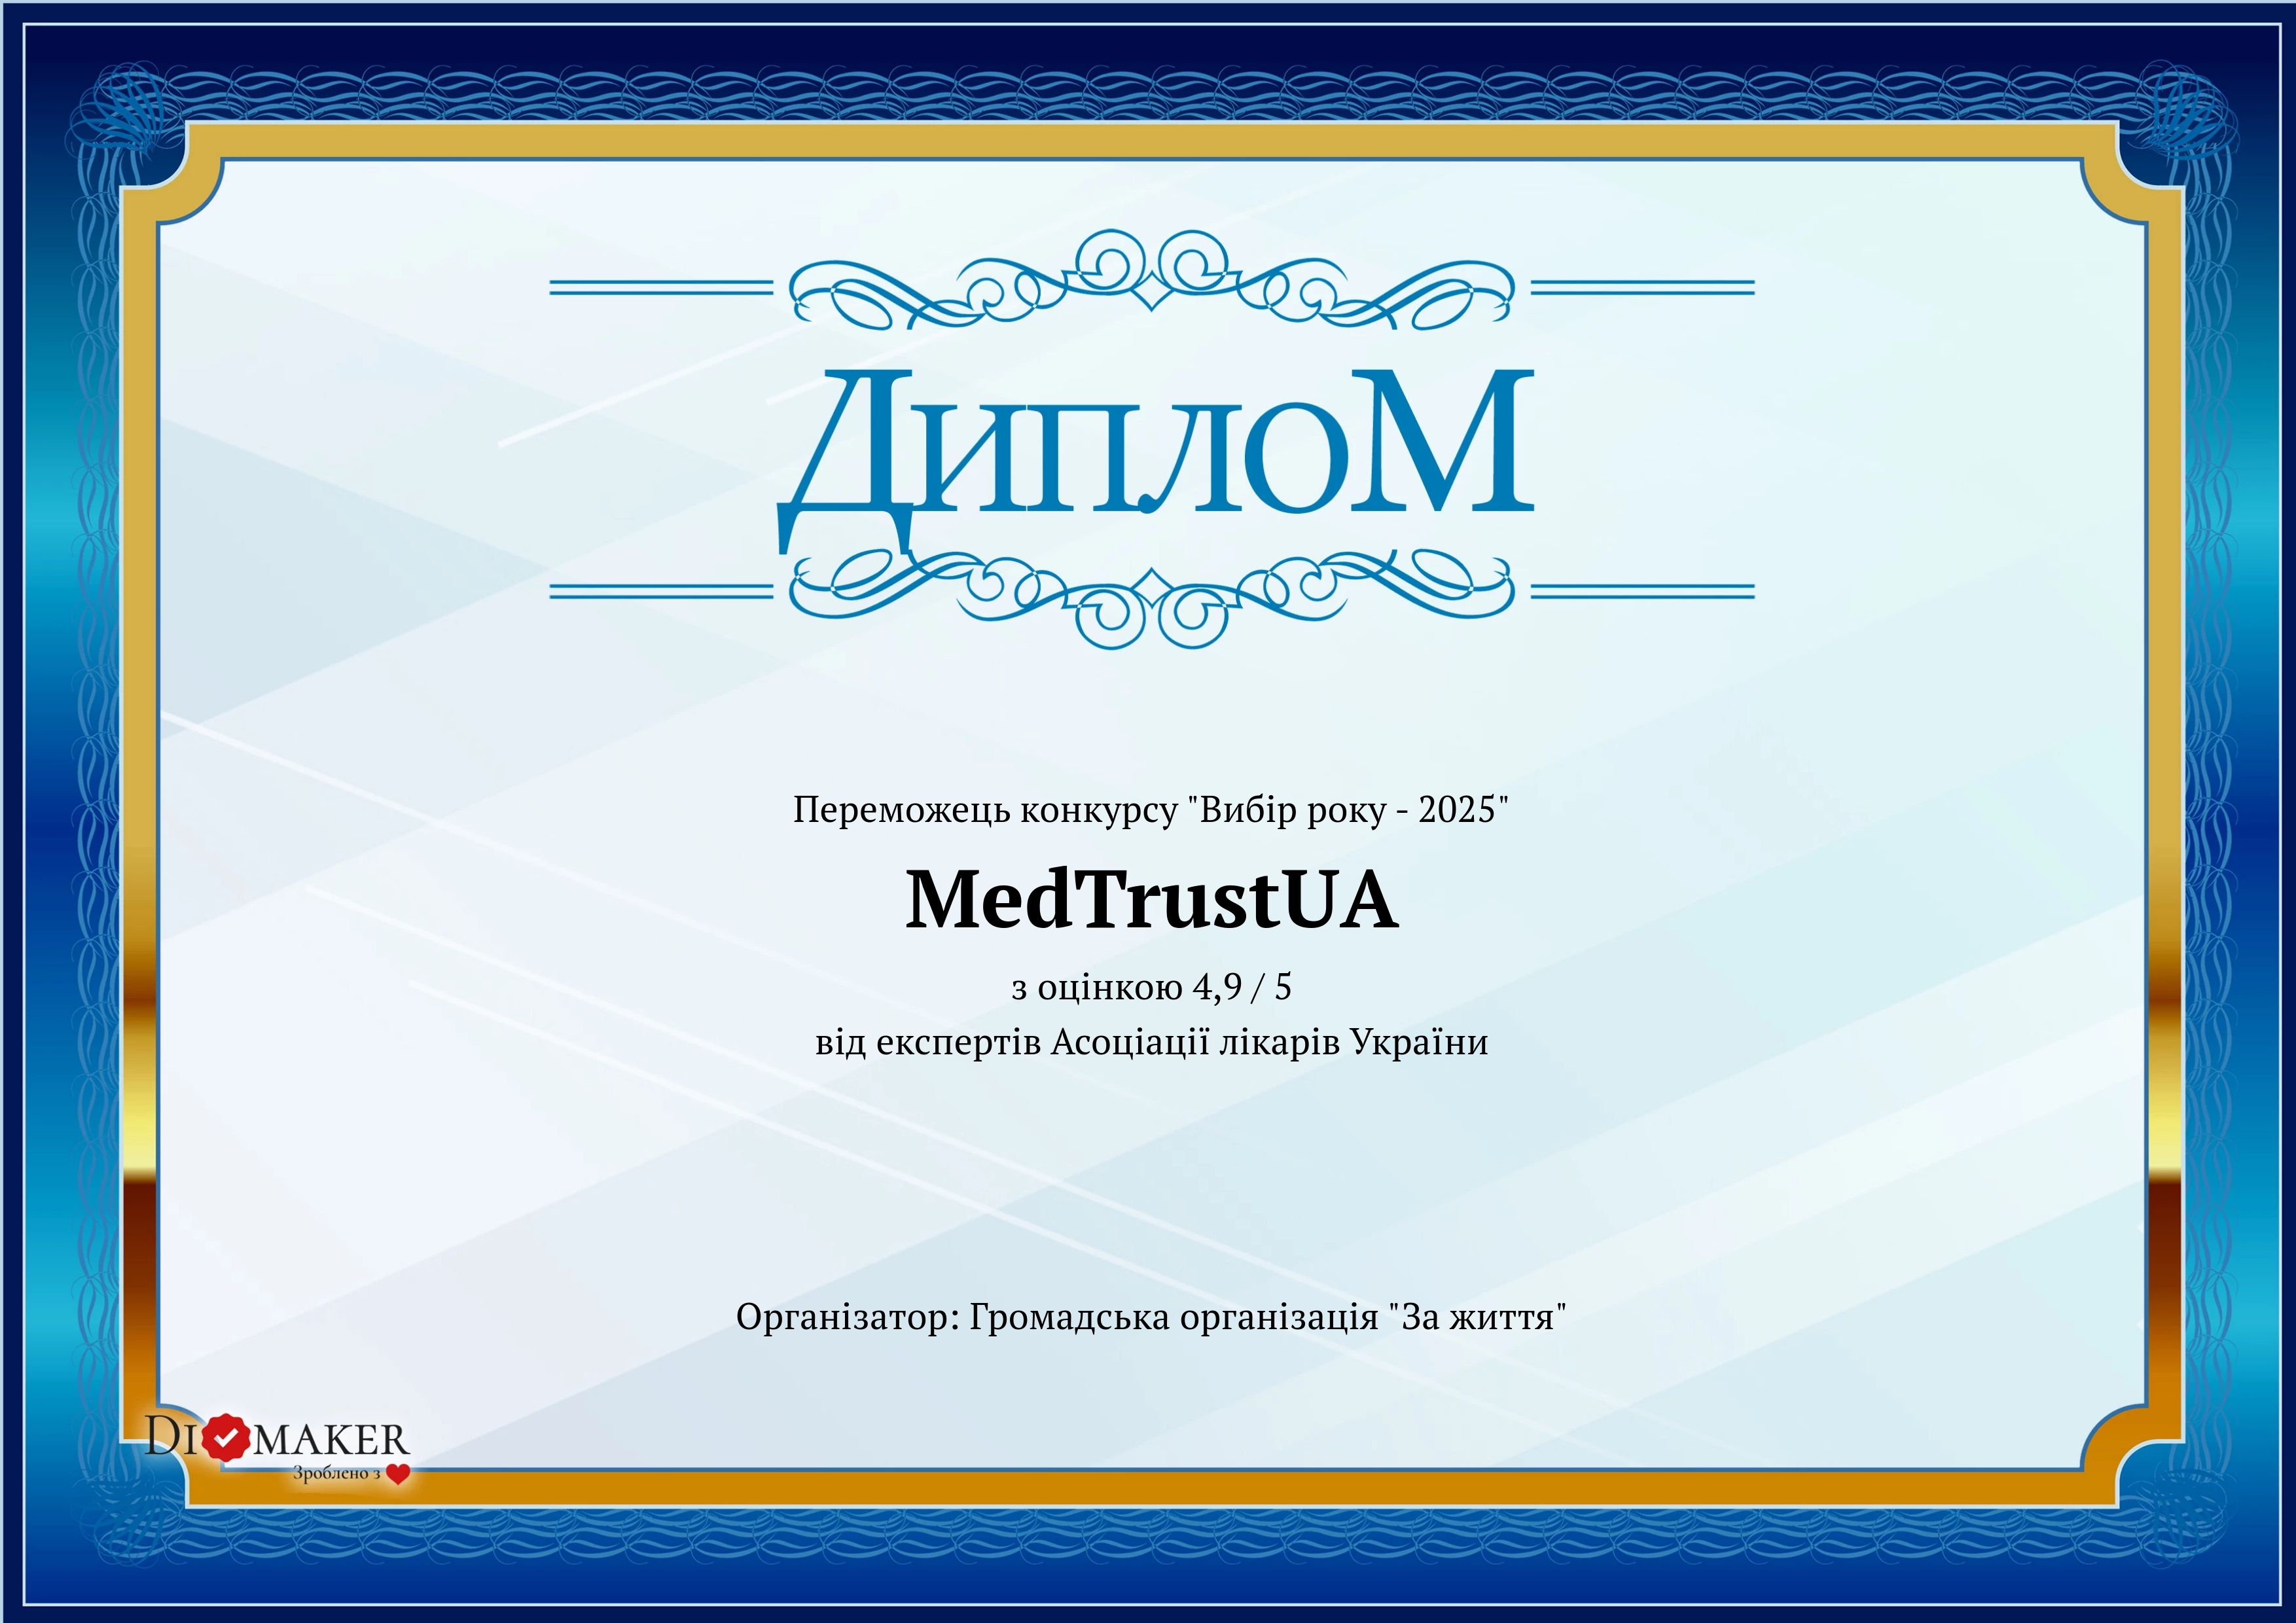 ДиплоМ
Переможець конкурсу "Вибір року - 2025"
MedTrustUA
з оцінкою 4,9 / 5
від експертів Асоціації лікарів України
Організатор: Громадська організація "За життя"
DI MAKER
Зроблено з